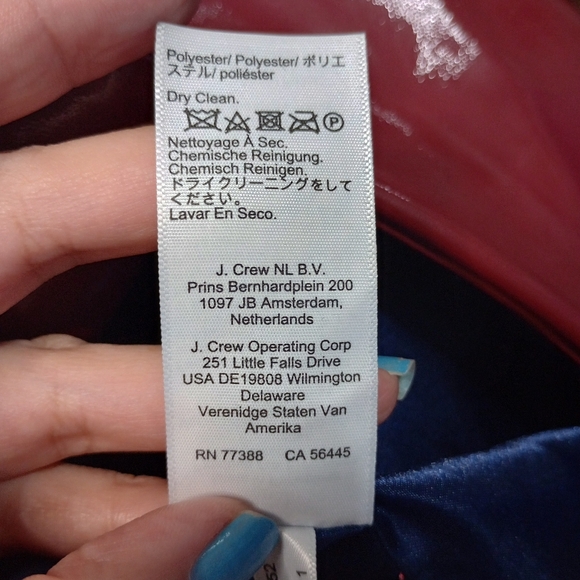 Polyester/ Polyester/ ポリエ
ステル/ poliéster
Dry Clean.
P
Nettoyage À Sec.
Chemische Reinigung.
Chemisch Reinigen.
ドライクリーニングをして
ください。
Lavar En Seco.
J. Crew NL B.V.
Prins Bernhardplein 200
1097 JB Amsterdam,
Netherlands
J. Crew Operating Corp
251 Little Falls Drive
USA DE19808 Wilmington
Delaware
Verenidge Staten Van
Amerika
RN 77388 CA 56445